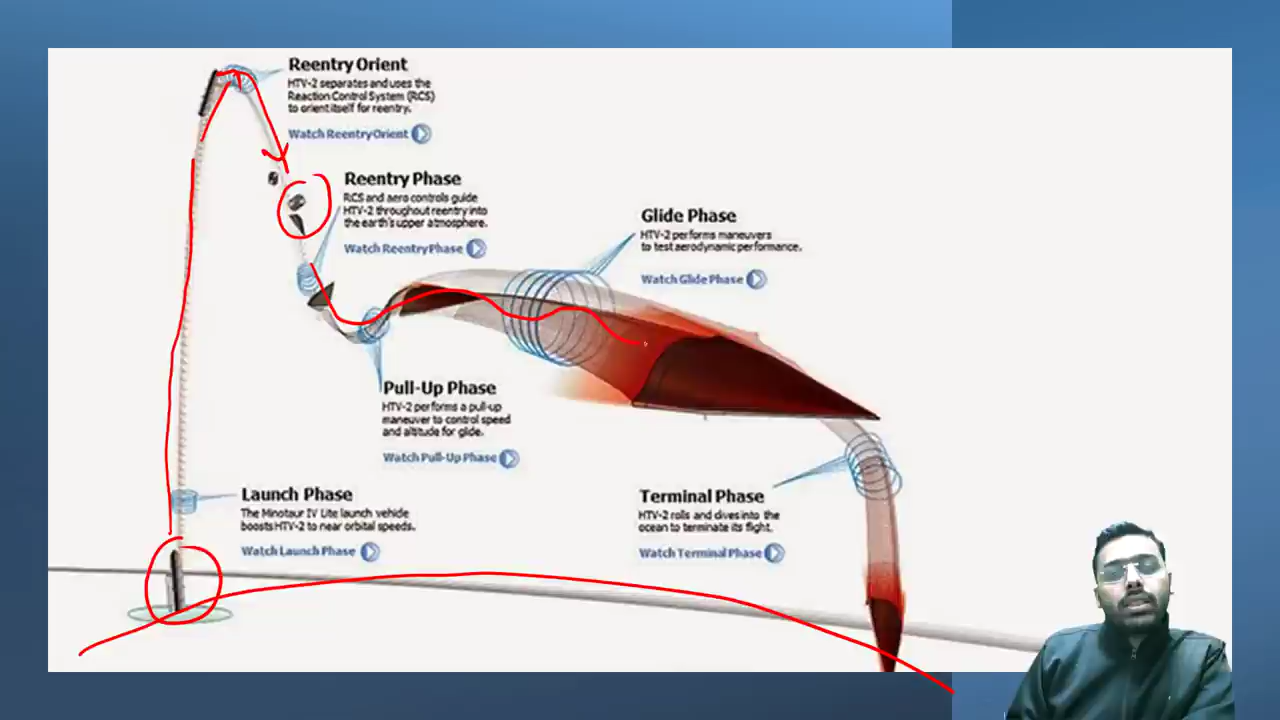 Reentry Orient
HTV-2 separates and uses the
Reaction Control System (RCS)
to orient itself for reentry.
Watch Reentry Orient
Reentry Phase
RCS and aero controls guide
HTV-2 throughout reentry into
the earth's upper atmosphere.
Watch Reentry Phase
Glide Phase
HTV-2 performs maneuvers
to test aerodynamic performance.
Watch Glide Phase
Pull-Up Phase
HTV-2 performs a pull-up
maneuver to control speed
and altitude for glide.
Watch Pull-Up Phase
Launch Phase
The Minotaur IV Lite launch vehicle
boosts HTV-2 to near orbital speeds.
Watch Launch Phase
Terminal Phase
HTV-2 rolls and dives into the
ocean to terminate its flight.
Watch Terminal Phase